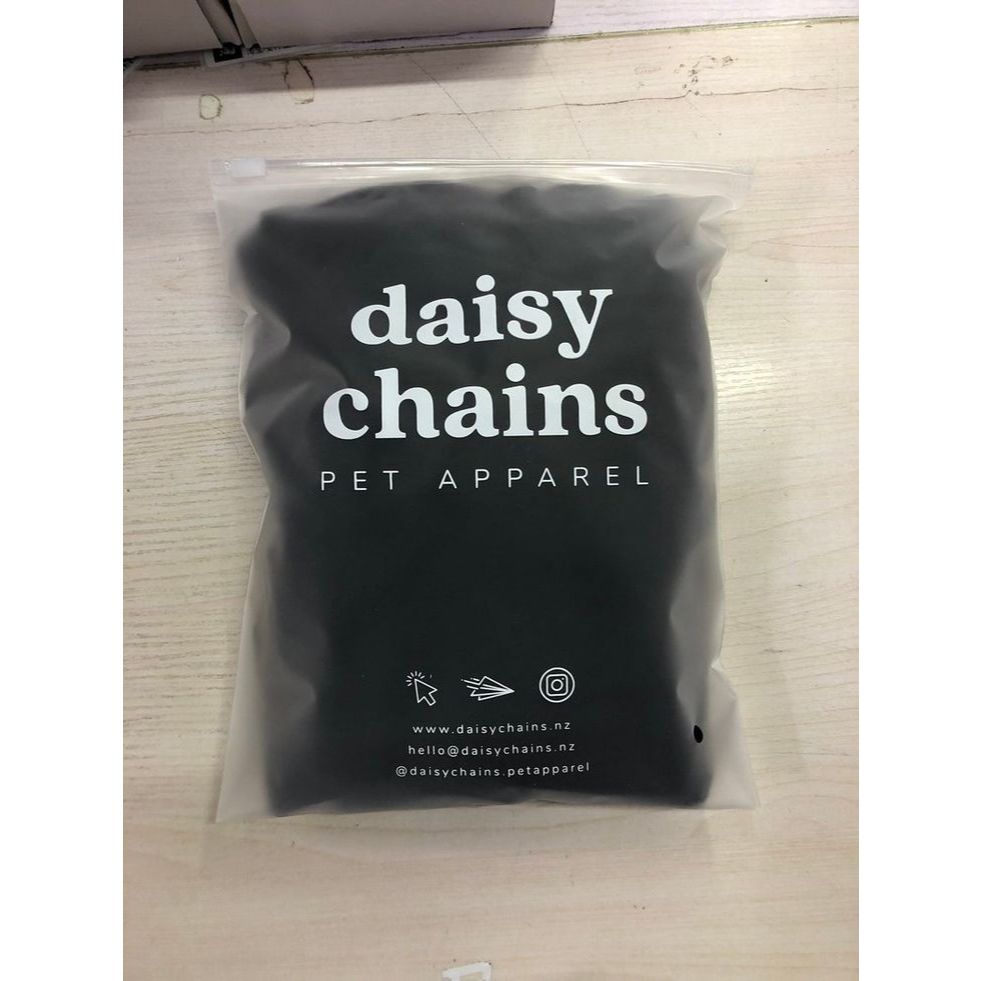 daisy
chains
PET APPAREL
www.daisychains.nz
hello@daisychains.nz
@daisychains.petapparel